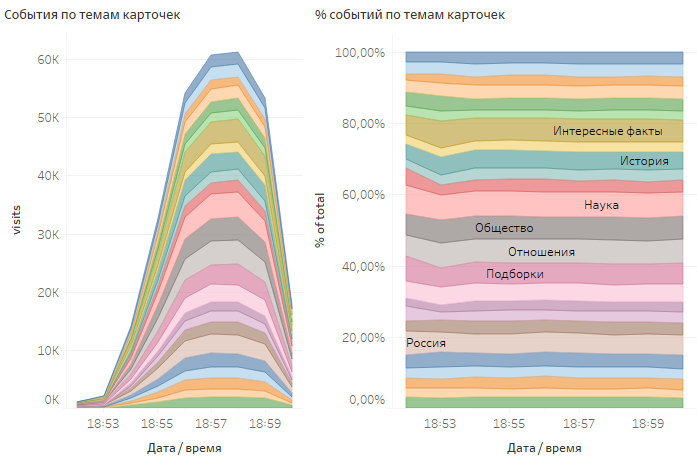 События по темам карточек
% событий по темам карточек
60K
50K
40K
30K
20K
10K
0K
visits
18:53
18:55
18:57
18:59
Дата / время
100,00%
80,00%
60,00%
40,00%
20,00%
0,00%
% of total
Интересные факты
История
Наука
Общество
Отношения
Подборки
Россия
18:53
18:55
18:57
18:59
Дата / время